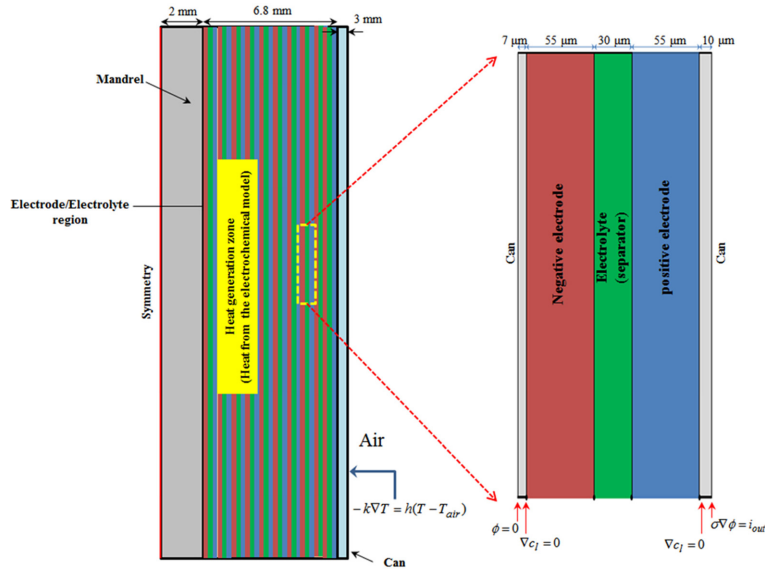 2 mm
6.8 mm
3 mm
Mandrel
Electrode/Electrolyte
region
Symmetry
Heat generation zone
(Heat from the electrochemical model)
Air
−k∇T = h(T − T_air)
Can
7 µm
55 µm
30 µm
55 µm
10 µm
Can
Negative electrode
Electrolyte
(separator)
positive electrode
Can
ϕ = 0
∇c_l = 0
∇c_l = 0
σ∇ϕ = i_out